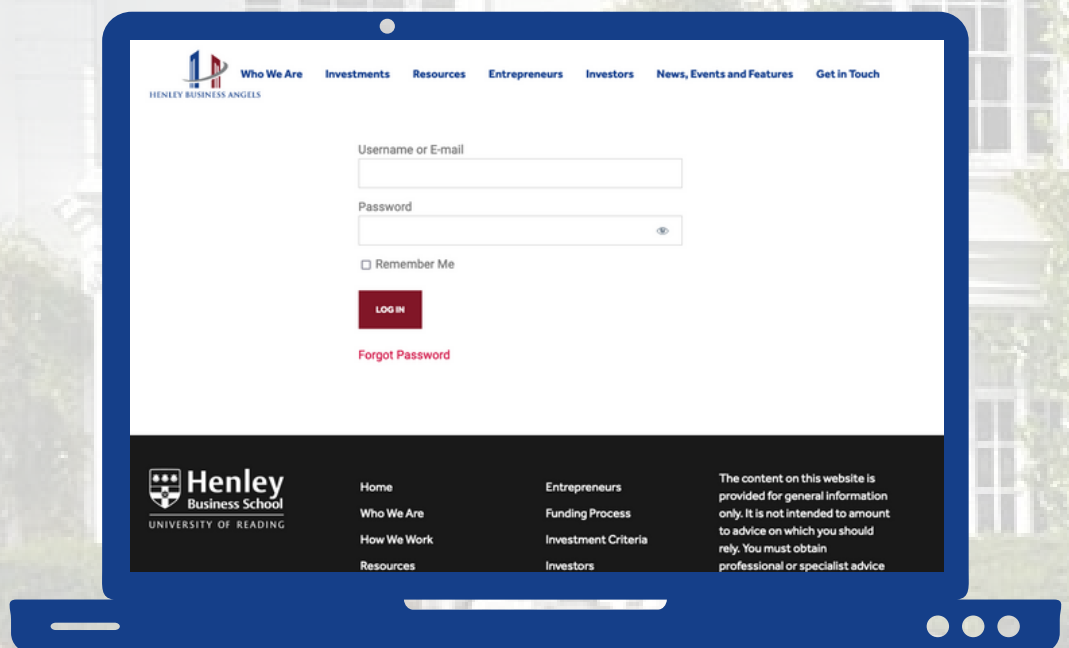 Who We Are Investments Resources Entrepreneurs Investors News, Events and Features Get in Touch
HENLEY BUSINESS ANGELS
Username or E-mail
Password
Remember Me
LOG IN
Forgot Password
Henley
Business School
UNIVERSITY OF READING
Home
Who We Are
How We Work
Resources
Entrepreneurs
Funding Process
Investment Criteria
Investors
The content on this website is
provided for general information
only. It is not intended to amount
to advice on which you should
rely. You must obtain
professional or specialist advice